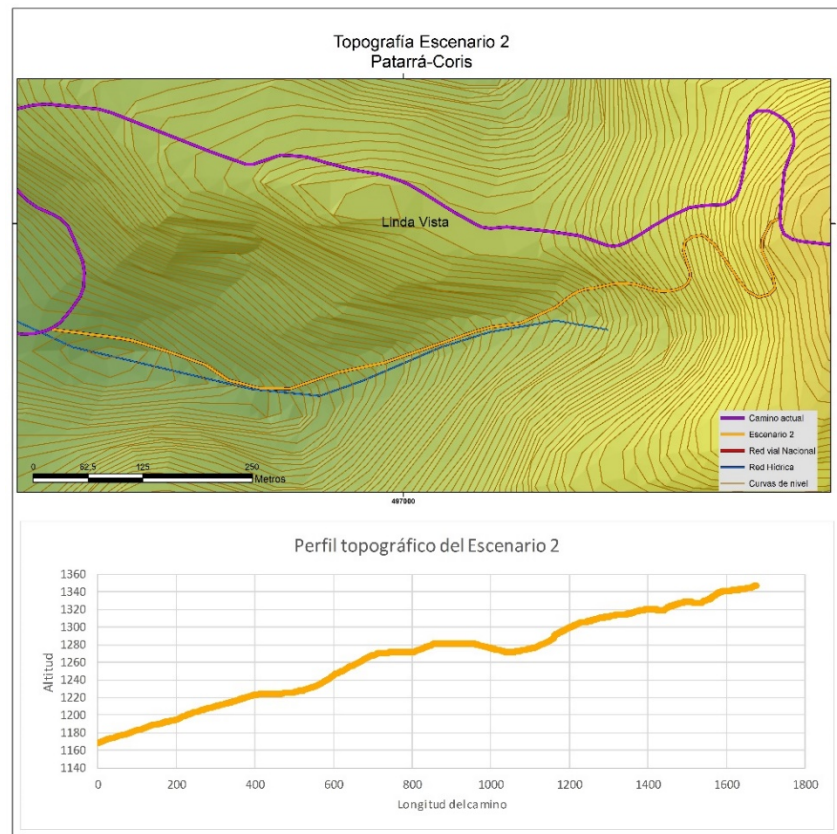 Topografía Escenario 2
Patarrá-Coris
Linda Vista
Camino actual
Escenario 2
Red vial Nacional
Red Hídrica
Curvas de nivel
0 62,5 125 250
Metros
497000
Perfil topográfico del Escenario 2
1360
1340
1320
1300
1280
1260
1240
1220
1200
1180
1160
1140
Altitud
0 200 400 600 800 1000 1200 1400 1600 1800
Longitud del camino